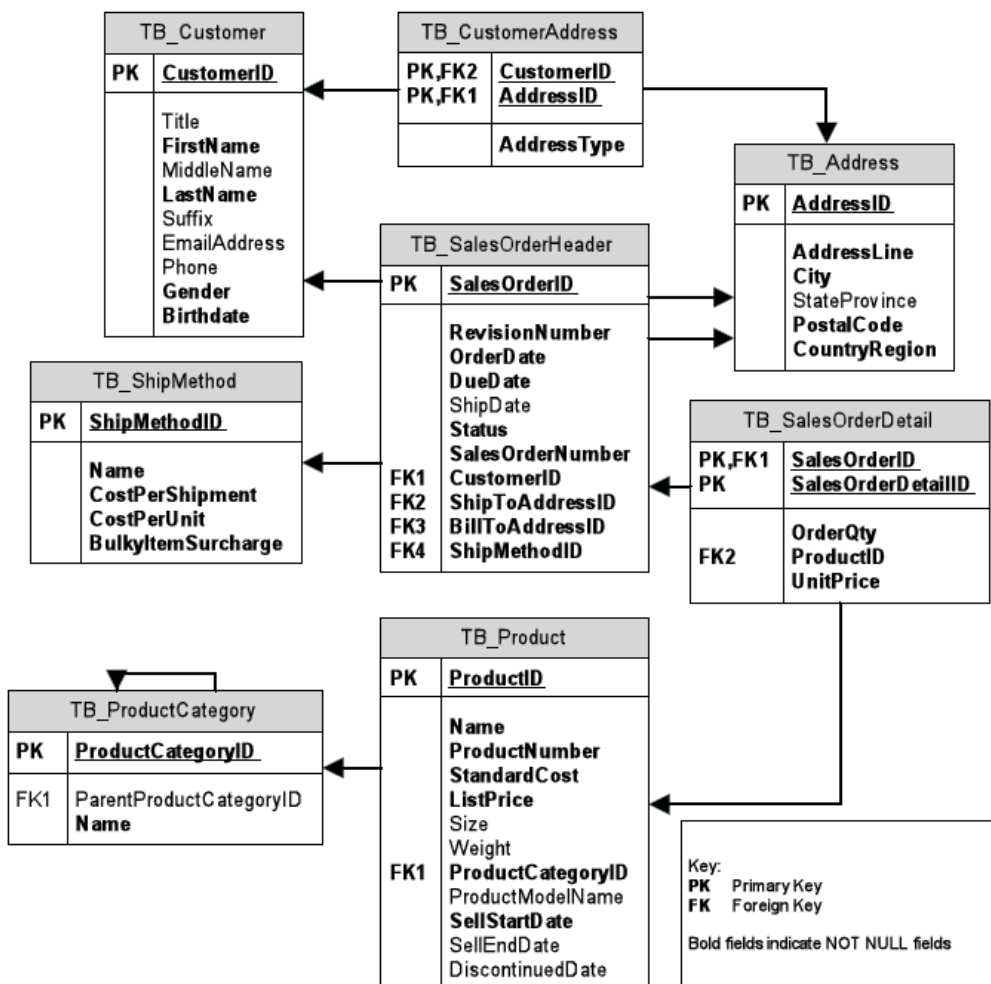 TB_Customer
PK CustomerID
Title
FirstName
MiddleName
LastName
Suffix
EmailAddress
Phone
Gender
Birthdate
TB_CustomerAddress
PK,FK2 CustomerID
PK,FK1 AddressID
AddressType
TB_Address
PK AddressID
AddressLine
City
StateProvince
PostalCode
CountryRegion
TB_SalesOrderHeader
PK SalesOrderID
RevisionNumber
OrderDate
DueDate
ShipDate
Status
SalesOrderNumber
FK1 CustomerID
FK2 ShipToAddressID
FK3 BillToAddressID
FK4 ShipMethodID
TB_ShipMethod
PK ShipMethodID
Name
CostPerShipment
CostPerUnit
BulkyItemSurcharge
TB_SalesOrderDetail
PK,FK1 SalesOrderID
PK SalesOrderDetailID
OrderQty
FK2 ProductID
UnitPrice
TB_Product
PK ProductID
Name
ProductNumber
StandardCost
ListPrice
Size
Weight
FK1 ProductCategoryID
ProductModelName
SellStartDate
SellEndDate
DiscontinuedDate
TB_ProductCategory
PK ProductCategoryID
FK1 ParentProductCategoryID
Name
Key:
PK Primary Key
FK Foreign Key
Bold fields indicate NOT NULL fields